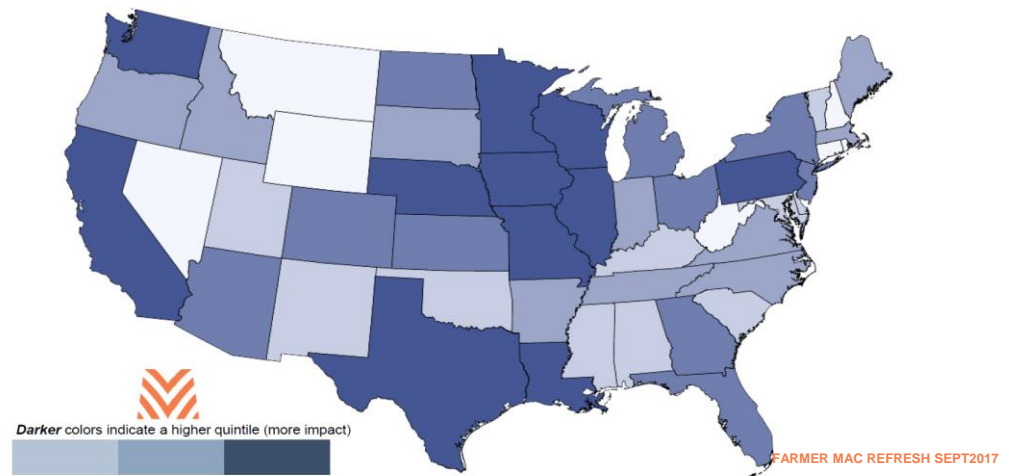 Darker colors indicate a higher quintile (more impact)
FARMER MAC REFRESH SEPT2017